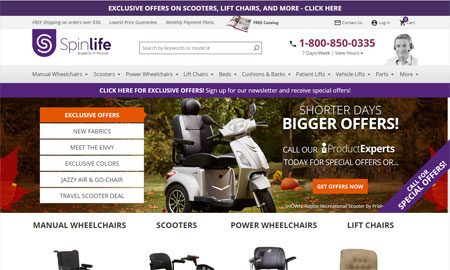 EXCLUSIVE OFFERS ON SCOOTERS, LIFT CHAIRS, AND MORE - CLICK HERE
FREE Shipping on orders over $50. Lowest Price Guarantee. Monthly Payment Plans. FREE Catalog Contact Us Log In Cart
Spinlife
Search by keywords or model #
1-800-850-0335
7 Days/Week | View Hours
Manual Wheelchairs Scooters Power Wheelchairs Lift Chairs Beds Cushions & Backs Patient Lifts Vehicle Lifts Parts More
CLICK HERE FOR EXCLUSIVE OFFERS! Sign up for our newsletter and receive special offers!
EXCLUSIVE OFFERS
NEW FABRICS
MEET THE ENVY
EXCLUSIVE COLORS
JAZZY AIR & GO-CHAIR
TRAVEL SCOOTER DEAL
SHORTER DAYS
BIGGER OFFERS!
CALL OUR ProductExperts
TODAY FOR SPECIAL OFFERS OR...
GET OFFERS NOW
SHOWN: Raptor Recreational Scooter by Pride
CALL FOR
SPECIAL OFFERS!
MANUAL WHEELCHAIRS SCOOTERS POWER WHEELCHAIRS LIFT CHAIRS